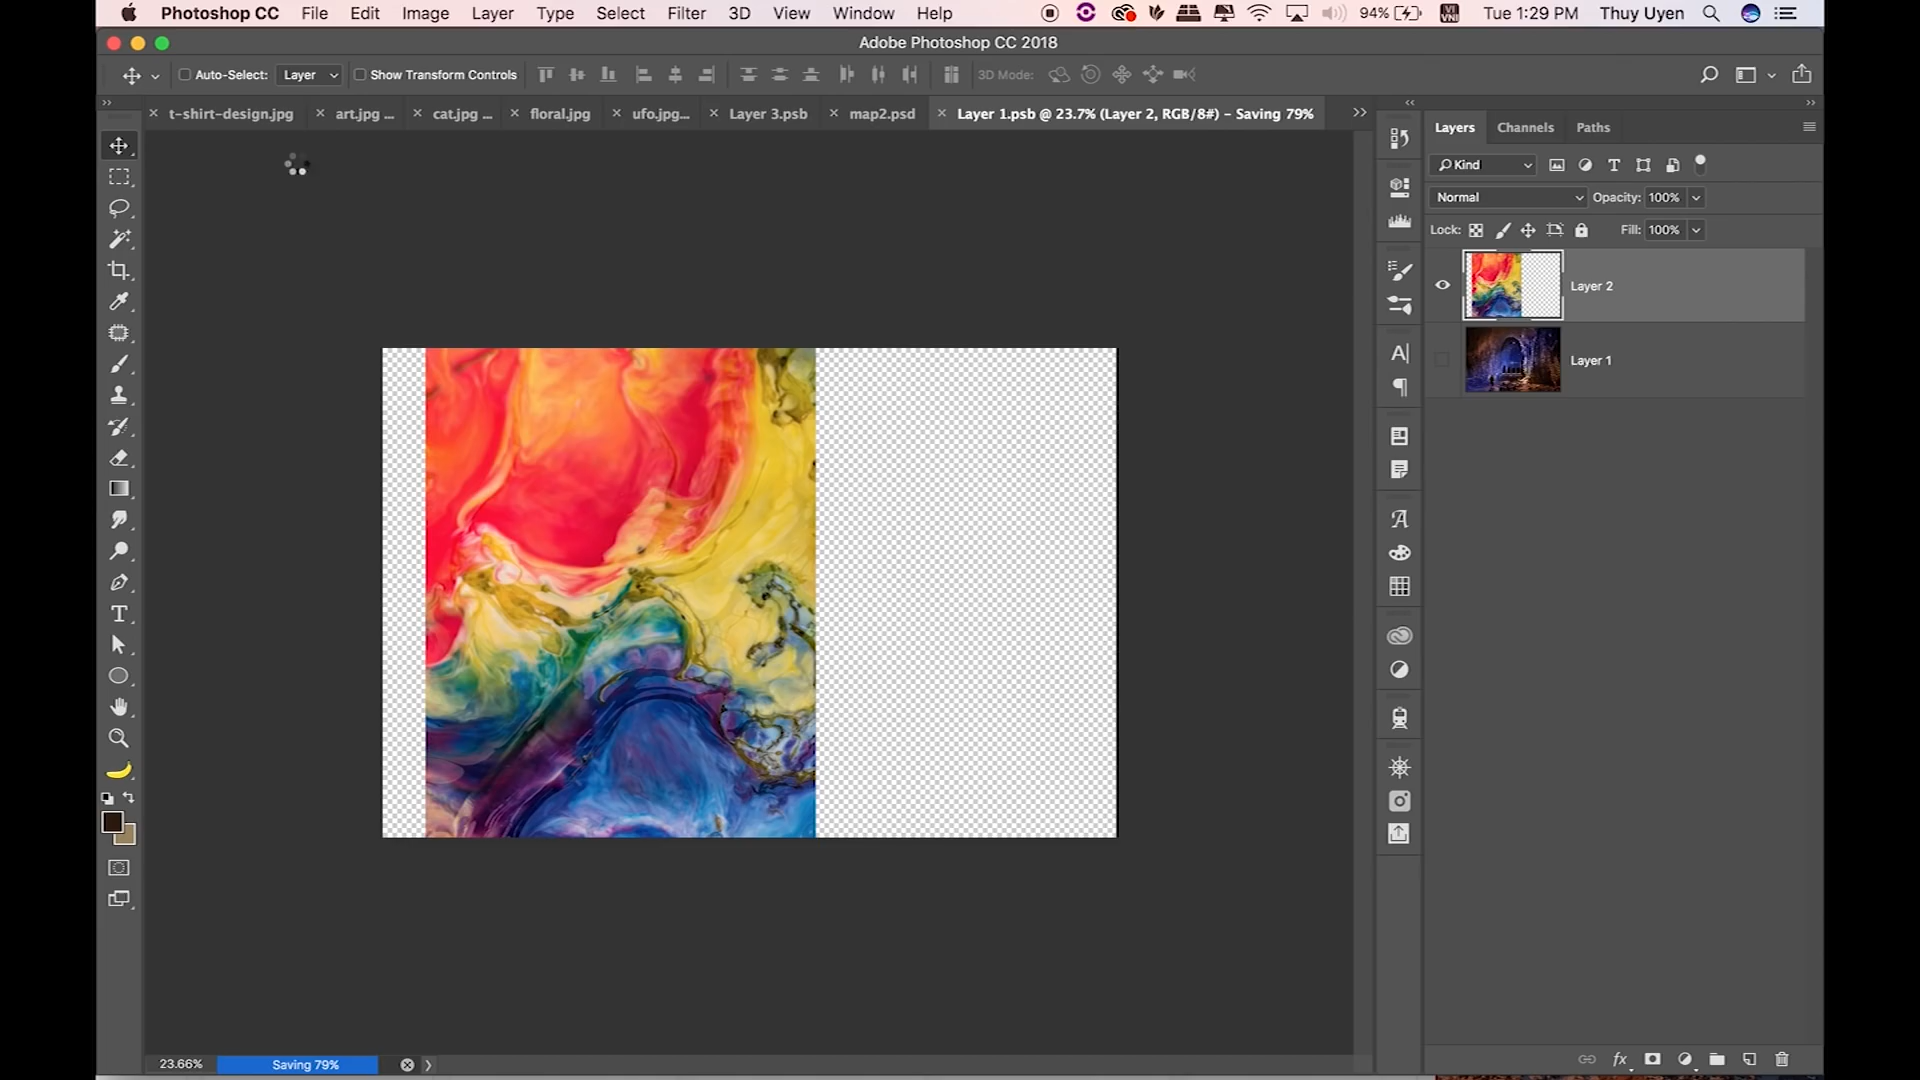 Photoshop CC File Edit Image Layer Type Select Filter 3D View Window Help 94% VI VNI Tue 1:29 PM Thuy Uyen
Adobe Photoshop CC 2018
Auto-Select: Layer Show Transform Controls 3D Mode:
t-shirt-design.jpg art.jpg ... cat.jpg ... floral.jpg ufo.jpg... Layer 3.psb map2.psd Layer 1.psb @ 23.7% (Layer 2, RGB/8#) – Saving 79%
Layers Channels Paths
Kind
Normal Opacity: 100%
Lock: Fill: 100%
Layer 2
Layer 1
23.66% Saving 79%